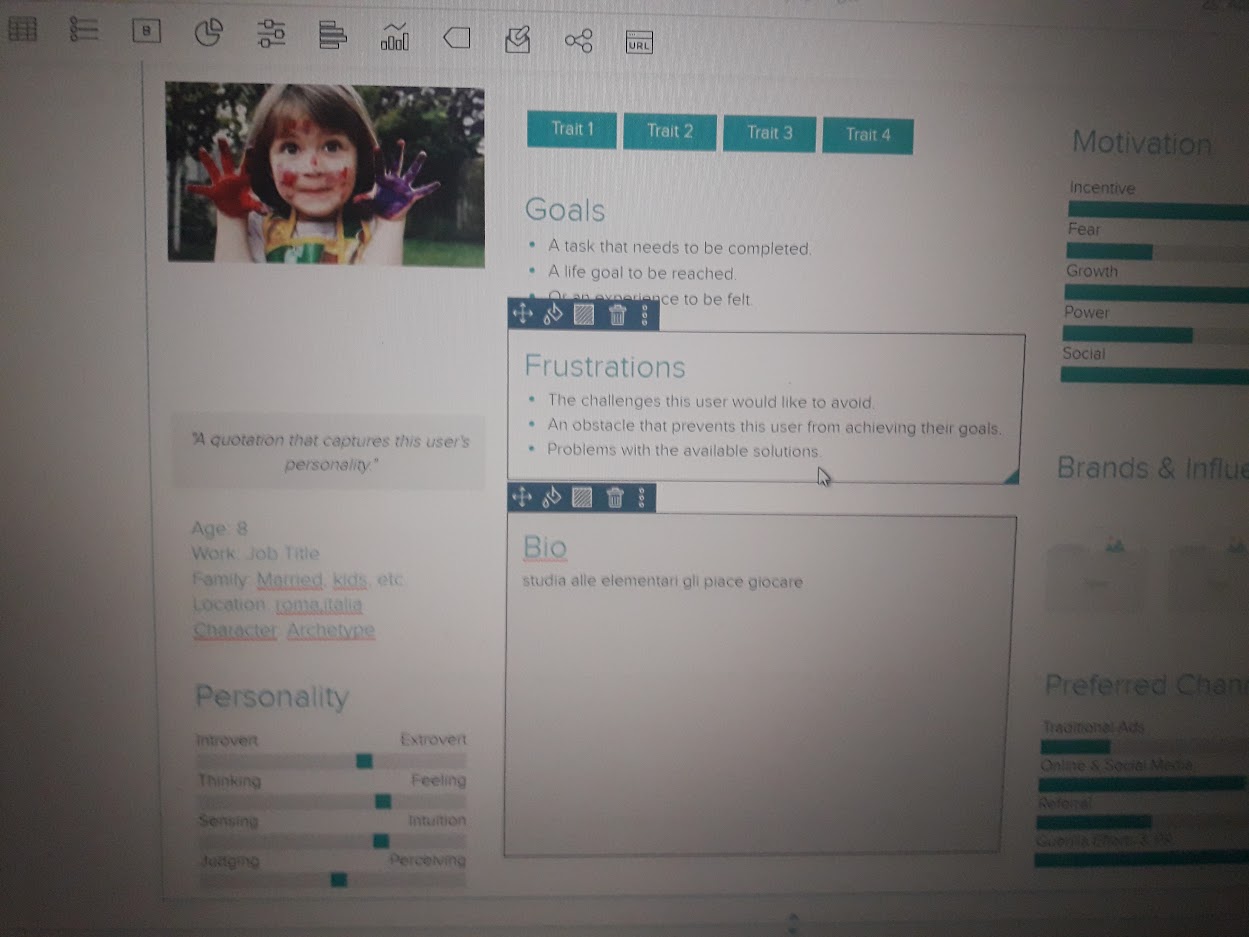 B
URL
Trait 1
Trait 2
Trait 3
Trait 4
Goals
A task that needs to be completed.
A life goal to be reached.
Or an experience to be felt.
Frustrations
The challenges this user would like to avoid.
An obstacle that prevents this user from achieving their goals.
Problems with the available solutions.
Bio
studia alle elementari gli piace giocare
"A quotation that captures this user's
personality."
Age: 8
Work: Job Title
Family: Married, kids, etc.
Location: roma,italia
Character: Archetype
Personality
Introvert Extrovert
Thinking Feeling
Sensing Intuition
Judging Perceiving
Motivation
Incentive
Fear
Growth
Power
Social
Brands & Influe
Preferred Chan
Traditional Ads
Online & Social Media
Referral
Guerrilla Efforts & PR